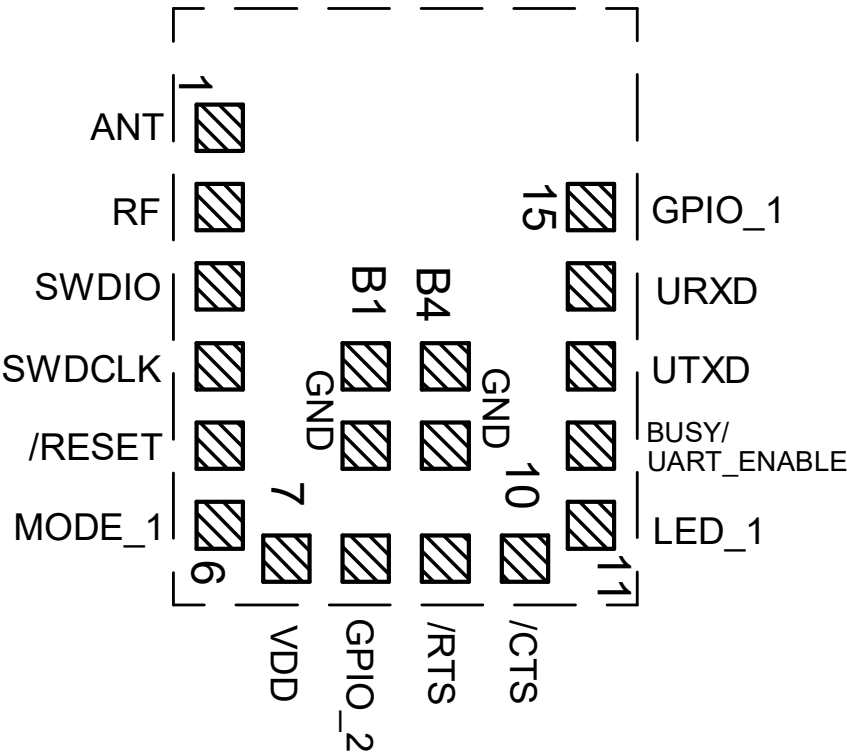 1
ANT
RF
15
GPIO_1
SWDIO
B1
B4
URXD
SWDCLK
UTXD
GND
GND
/RESET
BUSY/
UART_ENABLE
7
10
MODE_1
LED_1
6
11
VDD
GPIO_2
/RTS
/CTS